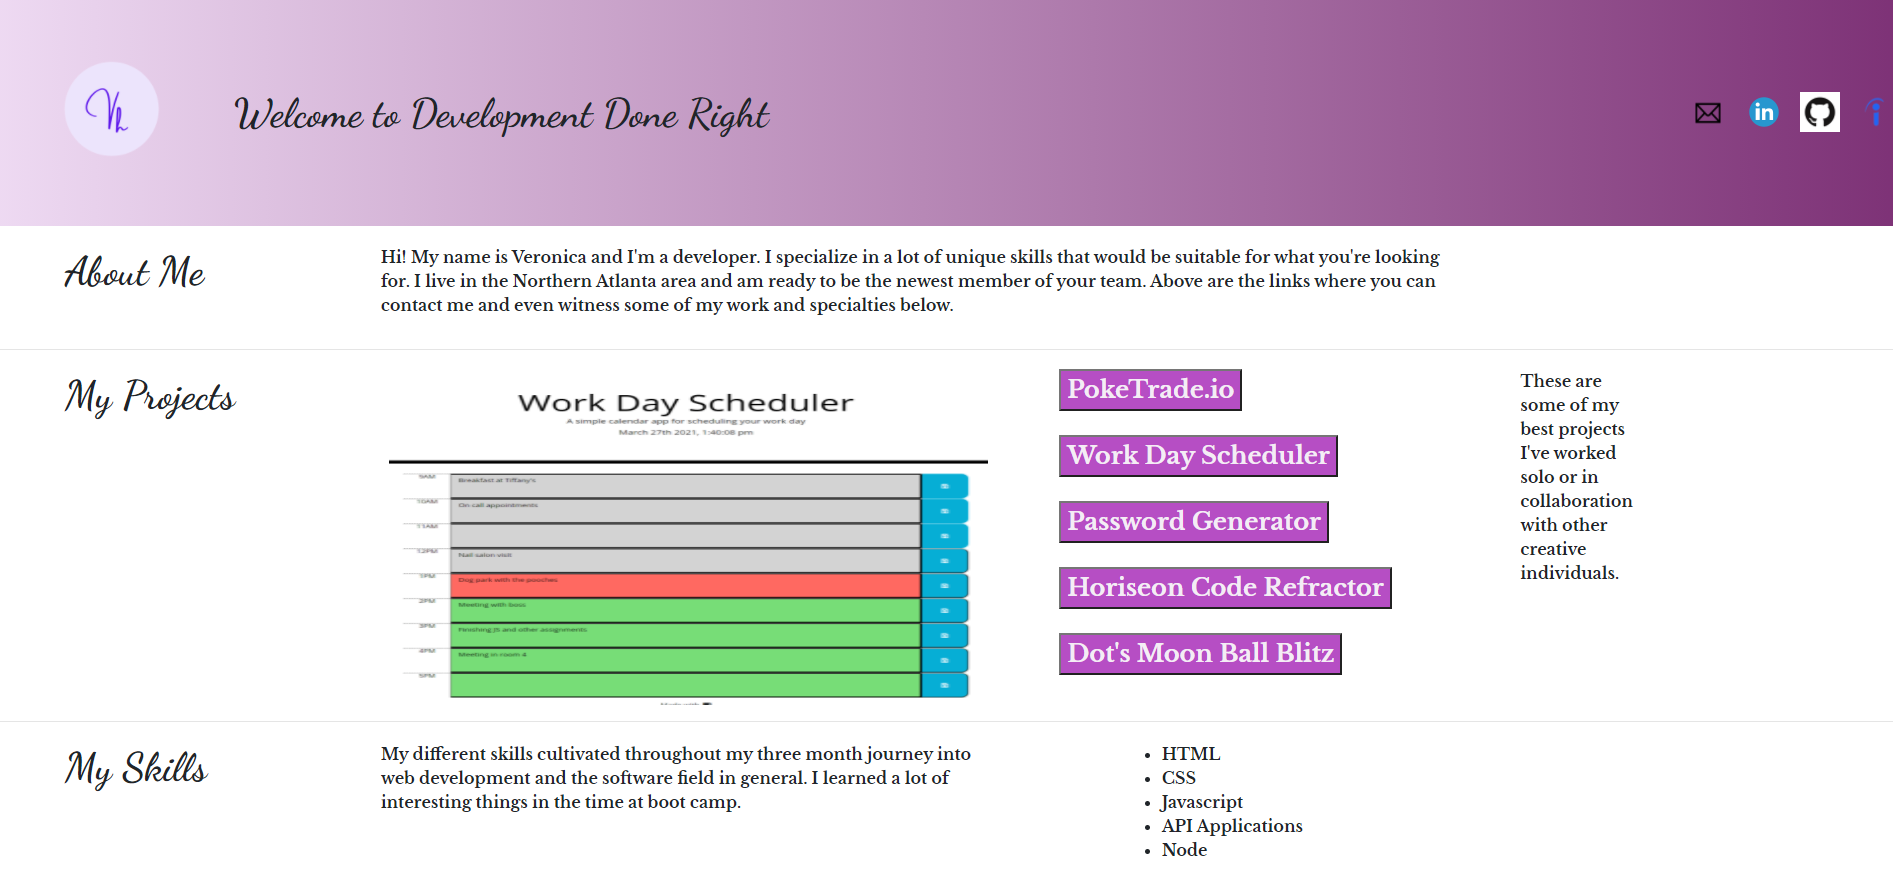 Vh
Welcome to Development Done Right
in
About Me
Hi! My name is Veronica and I'm a developer. I specialize in a lot of unique skills that would be suitable for what you're looking
for. I live in the Northern Atlanta area and am ready to be the newest member of your team. Above are the links where you can
contact me and even witness some of my work and specialties below.
My Projects
Work Day Scheduler
A simple calendar app for scheduling your work day
March 27th 2021, 1:40:08 pm
9AM
Breakfast at Tiffany's
10AM
On call appointments
11AM
12PM
Nail salon visit
1PM
Dog park with the pooches
2PM
Meeting with boss
3PM
Finishing JS and other assignments
4PM
Meeting in room 4
5PM
PokeTrade.io
Work Day Scheduler
Password Generator
Horiseon Code Refractor
Dot's Moon Ball Blitz
These are
some of my
best projects
I've worked
solo or in
collaboration
with other
creative
individuals.
My Skills
My different skills cultivated throughout my three month journey into
web development and the software field in general. I learned a lot of
interesting things in the time at boot camp.
HTML
CSS
Javascript
API Applications
Node